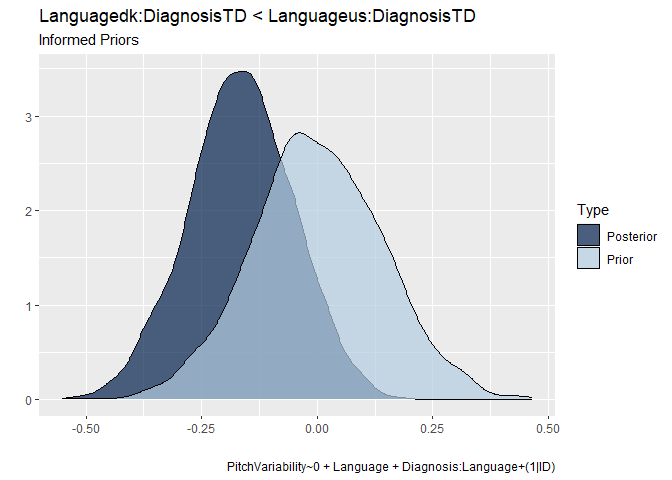 Languagedk:DiagnosisTD < Languageus:DiagnosisTD
Informed Priors
3
2
1
0
-0.50
-0.25
0.00
0.25
0.50
Type
Posterior
Prior
PitchVariability~0 + Language + Diagnosis:Language+(1|ID)